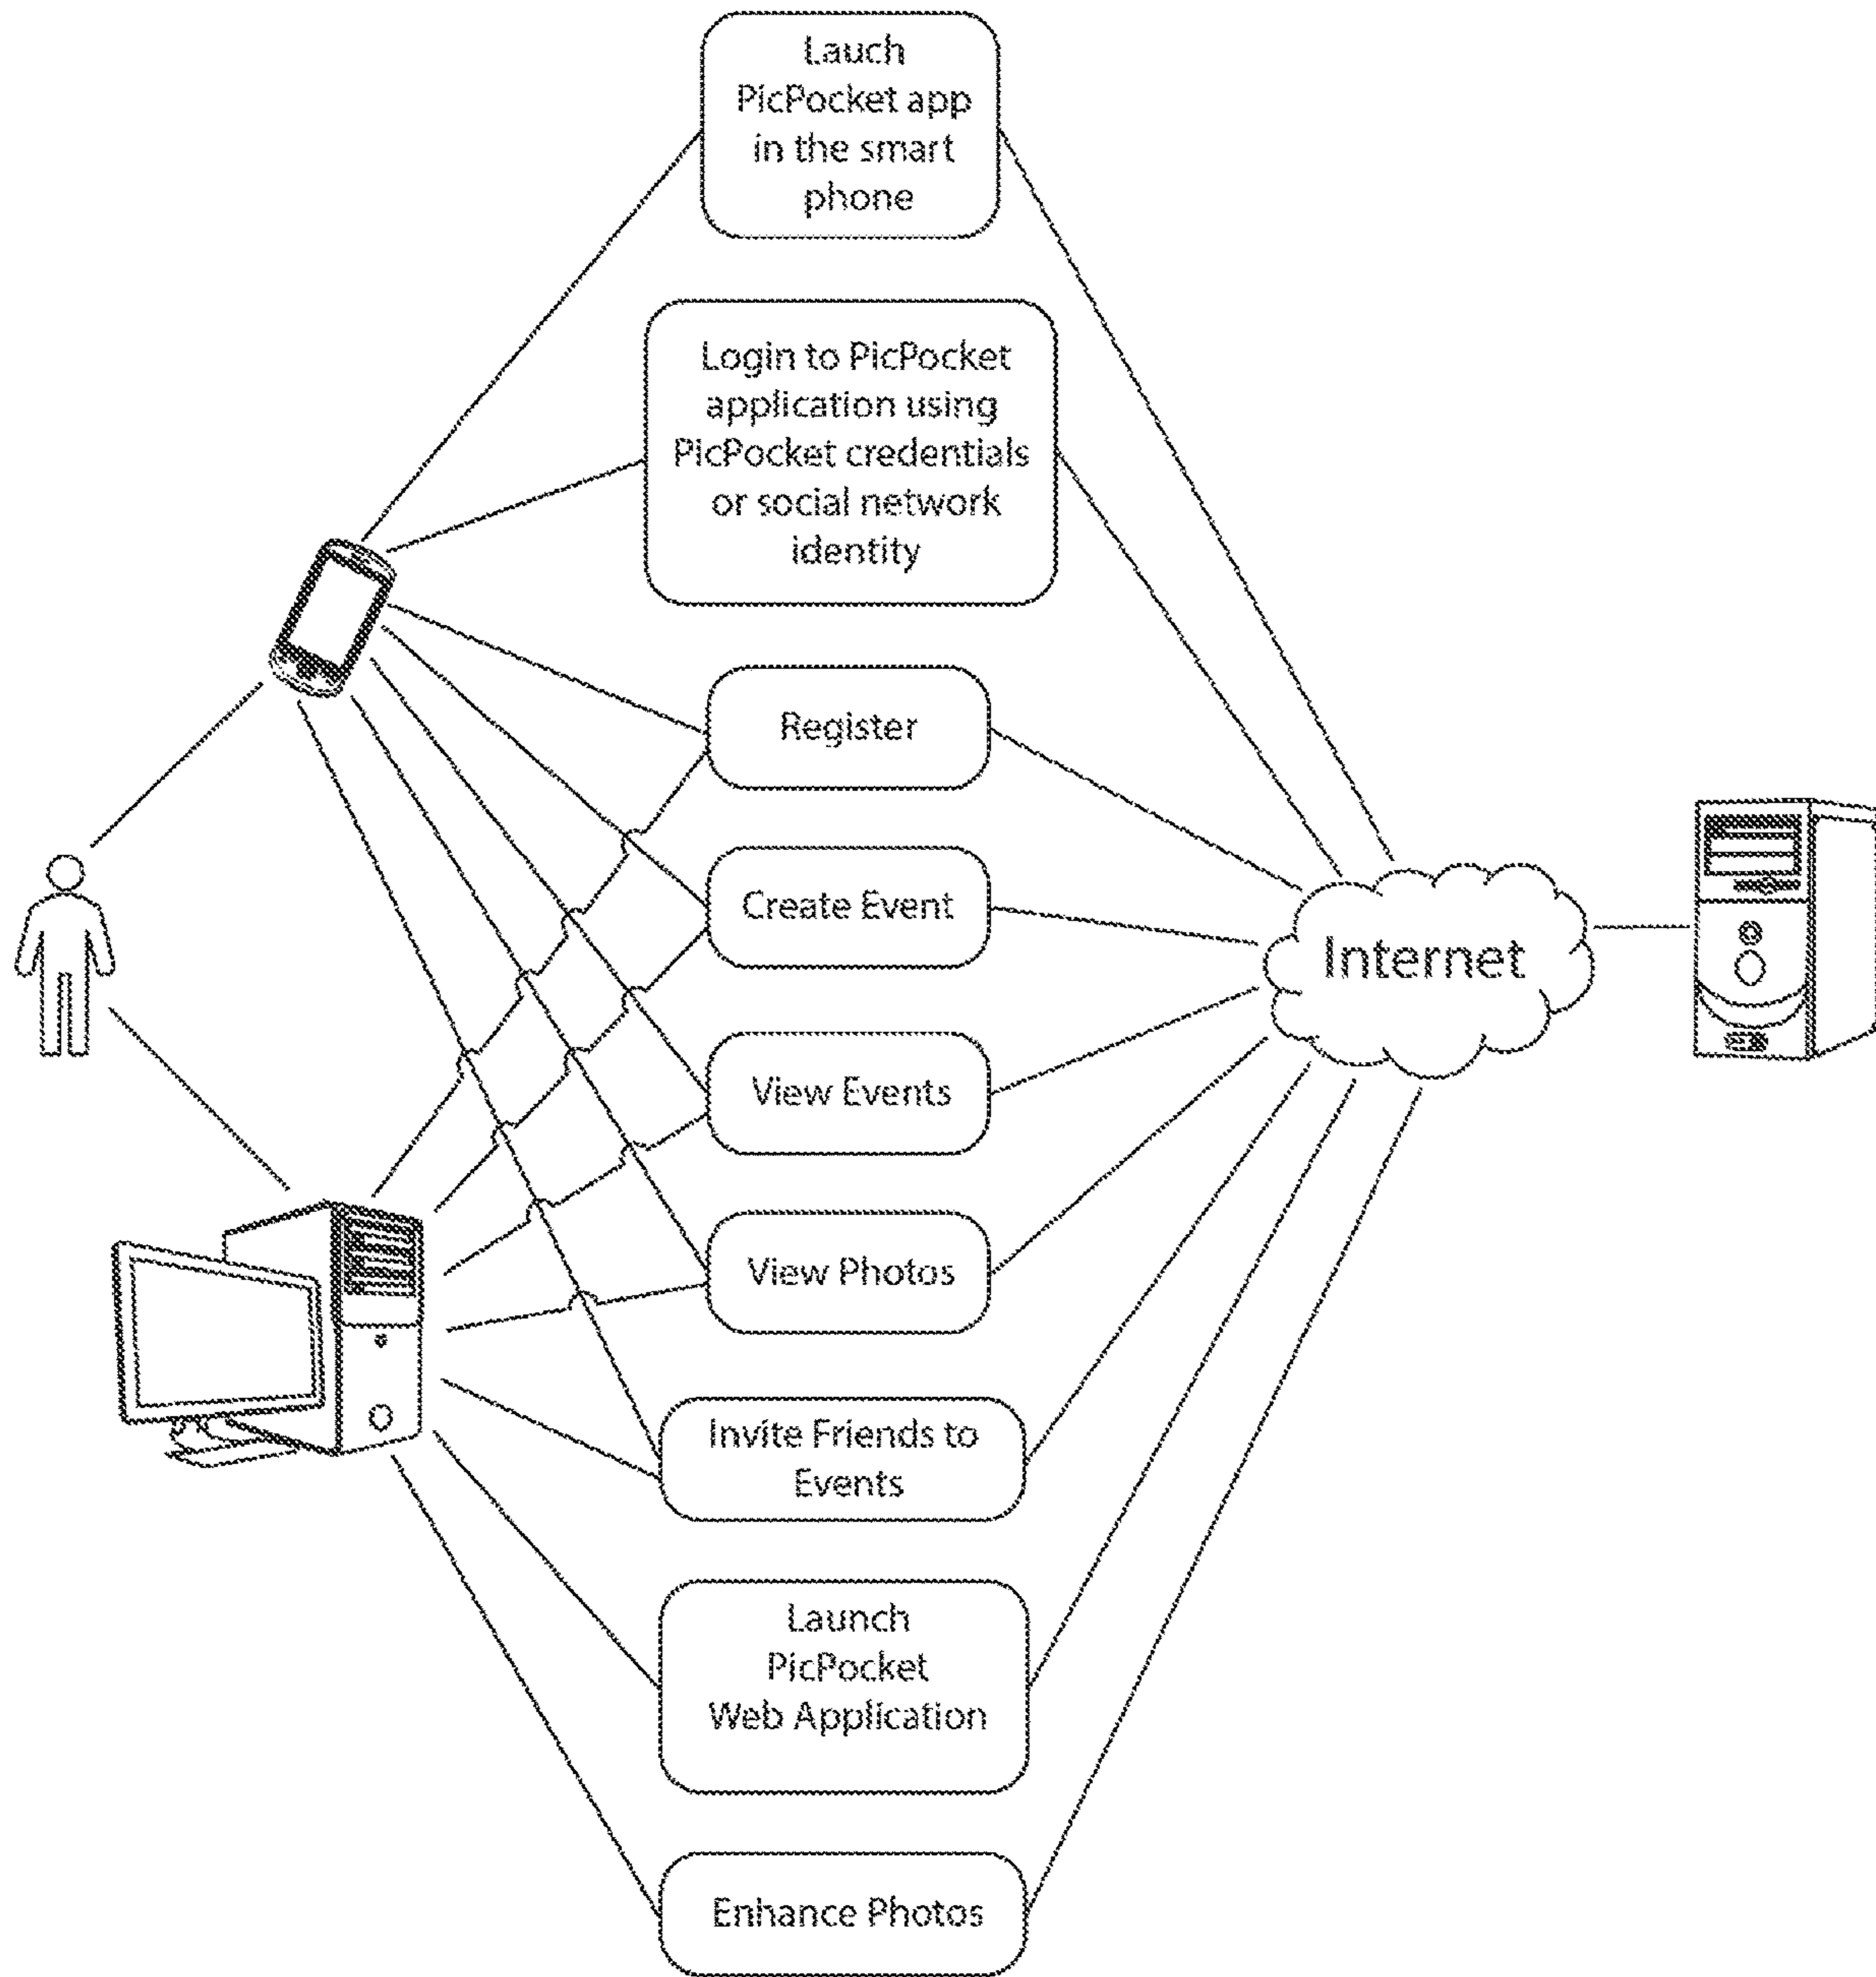 Lauch
PicPocket app
in the smart
phone
Login to PicPocket
application using
PicPocket credentials
or social network
identity
Register
Create Event
Internet
View Events
View Photos
Invite Friends to
Events
Launch
PicPocket
Web Application
Enhance Photos